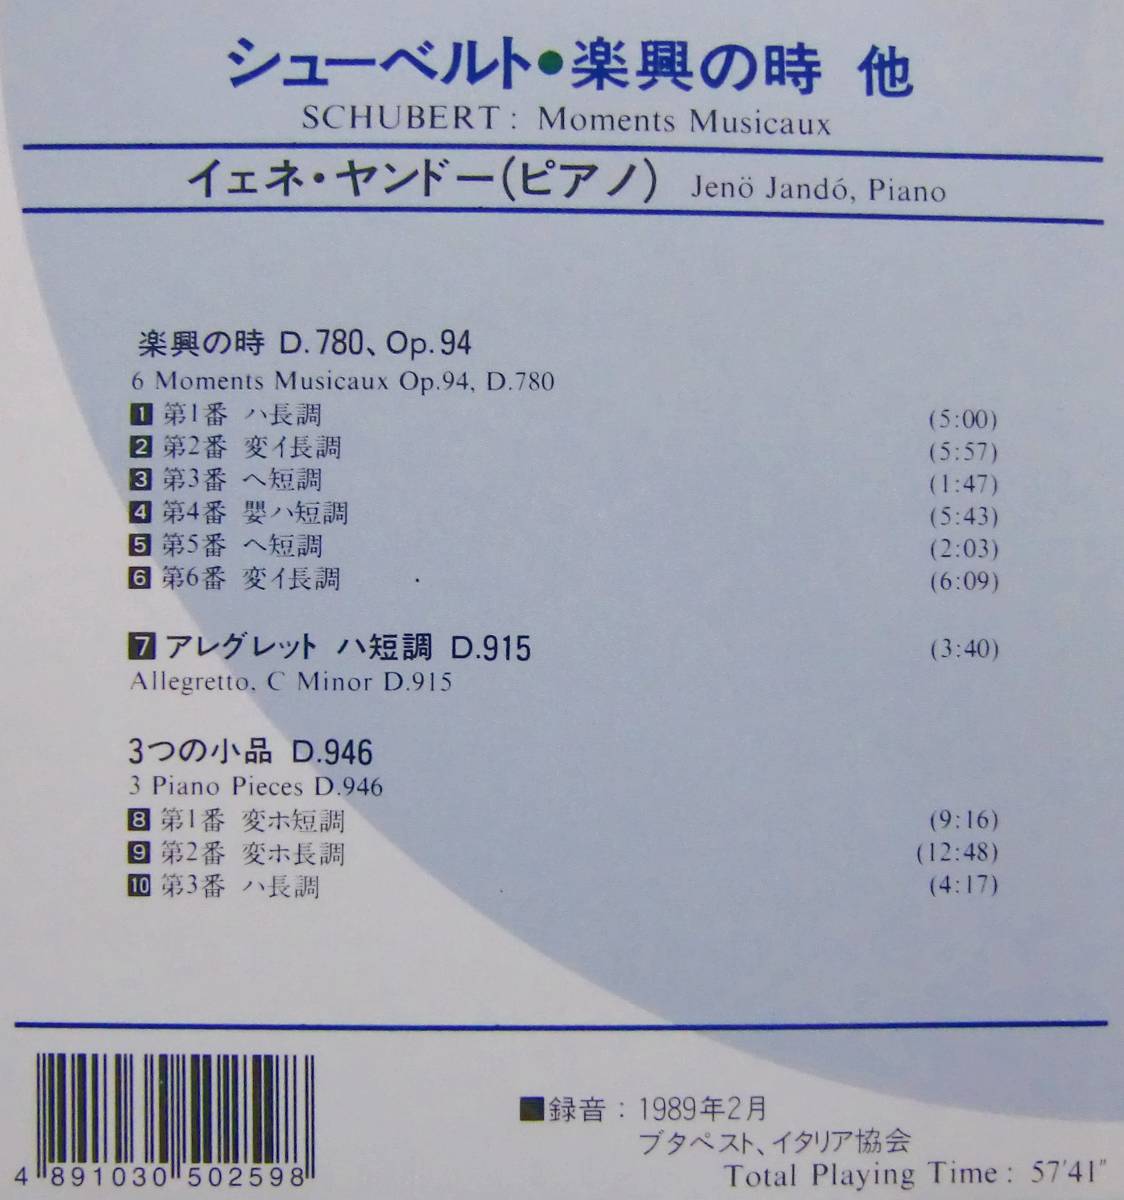 シューベルト・楽興の時 他
SCHUBERT: Moments Musicaux
イェネ・ヤンドー(ピアノ) Jenö Jandó, Piano
楽興の時 D.780、Op.94
6 Moments Musicaux Op.94, D.780
1 第1番 ハ長調 (5:00)
2 第2番 変イ長調 (5:57)
3 第3番 ヘ短調 (1:47)
4 第4番 嬰ハ短調 (5:43)
5 第5番 ヘ短調 (2:03)
6 第6番 変イ長調 (6:09)
7 アレグレット ハ短調 D.915 (3:40)
Allegretto, C Minor D.915
3つの小品 D.946
3 Piano Pieces D.946
8 第1番 変ホ短調 (9:16)
9 第2番 変ホ長調 (12:48)
10 第3番 ハ長調 (4:17)
■録音：1989年2月
ブタペスト、イタリア協会
Total Playing Time: 57'41"
4 891030 502598